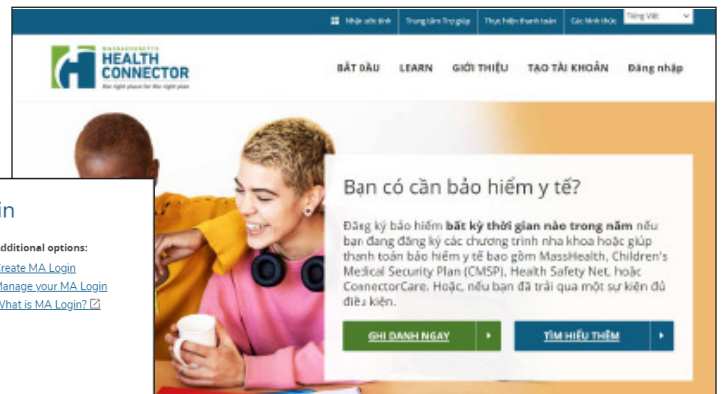 Nhận ước tính Trung tâm Trợ giúp Thực hiện thanh toán Các hình thức Tiếng Việt
MASSACHUSETTS
HEALTH
CONNECTOR
the right place for the right plan
BẮT ĐẦU LEARN GIỚI THIỆU TẠO TÀI KHOẢN Đăng nhập
Bạn có cần bảo hiểm y tế?
Đăng ký bảo hiểm bất kỳ thời gian nào trong năm nếu
bạn đang đăng ký các chương trình nha khoa hoặc giúp
thanh toán bảo hiểm y tế bao gồm MassHealth, Children's
Medical Security Plan (CMSP), Health Safety Net, hoặc
ConnectorCare. Hoặc, nếu bạn đã trải qua một sự kiện đủ
điều kiện.
GHI DANH NGAY
TÌM HIỂU THÊM
in
dditional options:
Create MA Login
Manage your MA Login
What is MA Login?